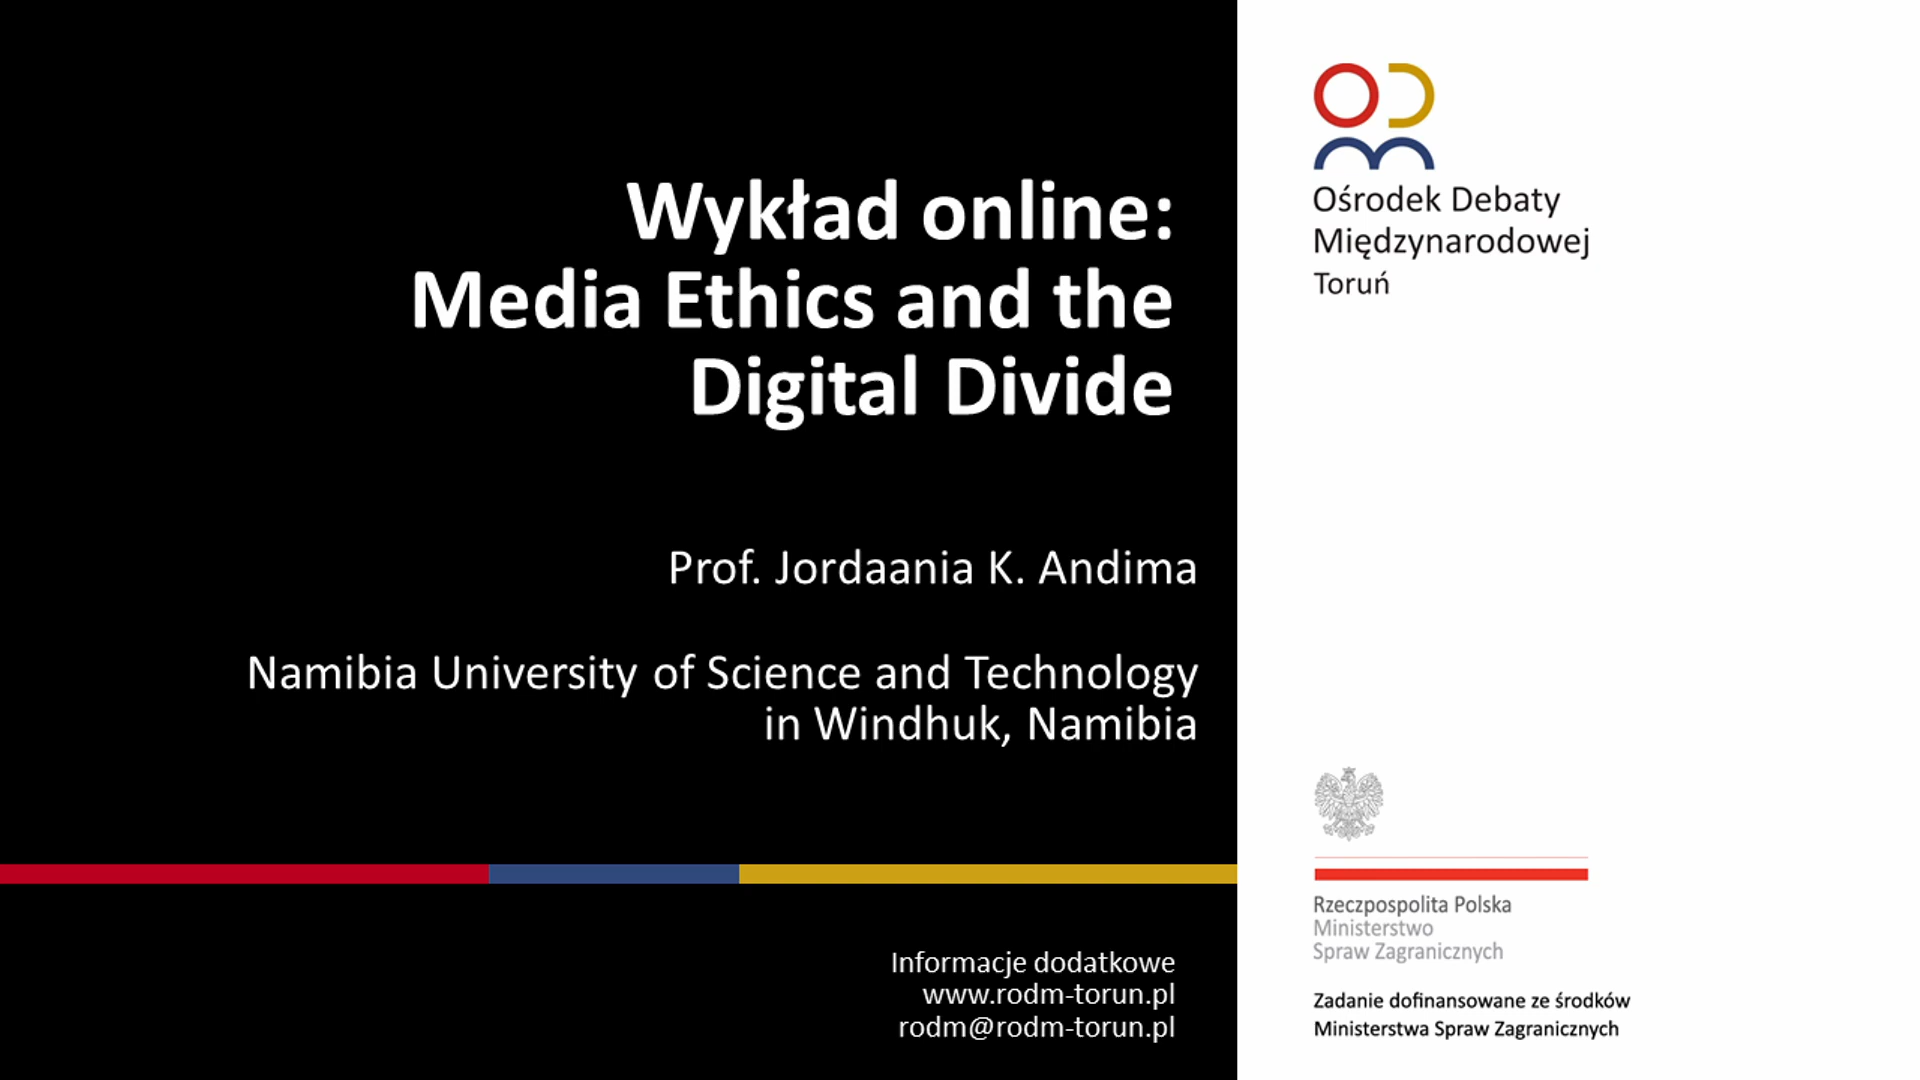 Wykład online:
Media Ethics and the
Digital Divide
Prof. Jordaania K. Andima
Namibia University of Science and Technology
in Windhuk, Namibia
Informacje dodatkowe
www.rodm-torun.pl
rodm@rodm-torun.pl
Ośrodek Debaty
Międzynarodowej
Toruń
Rzeczpospolita Polska
Ministerstwo
Spraw Zagranicznych
Zadanie dofinansowane ze środków
Ministerstwa Spraw Zagranicznych